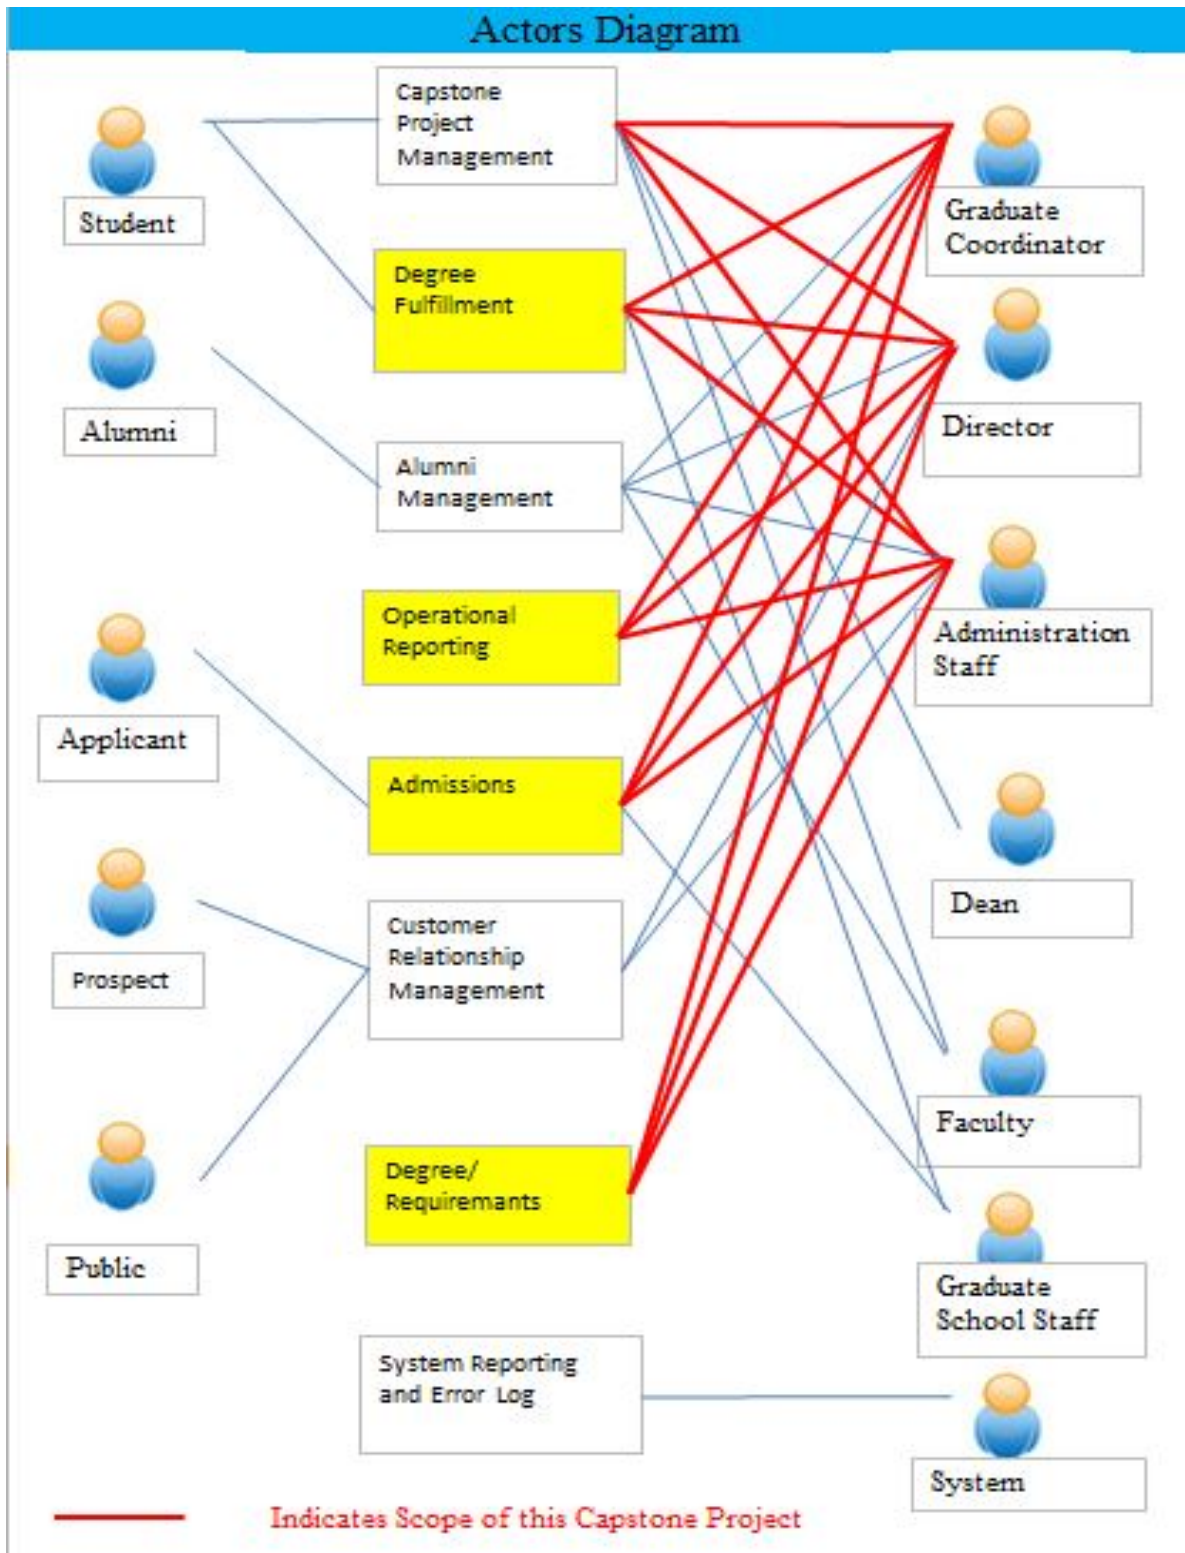 Actors Diagram
Student
Alumni
Applicant
Prospect
Public
Capstone
Project
Management
Degree
Fulfillment
Alumni
Management
Operational
Reporting
Admissions
Customer
Relationship
Management
Degree/
Requiremants
System Reporting
and Error Log
Graduate
Coordinator
Director
Administration
Staff
Dean
Faculty
Graduate
School Staff
System
Indicates Scope of this Capstone Project